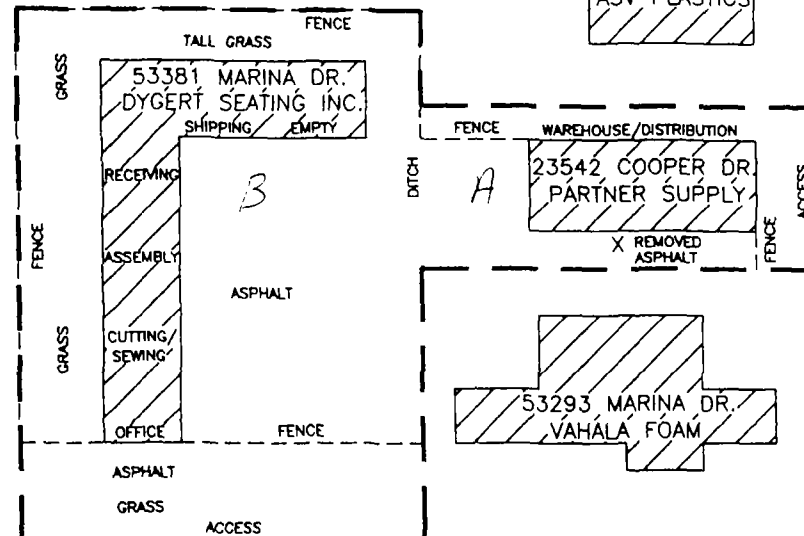 ASV PLASTICS
FENCE
TALL GRASS
GRASS
53381 MARINA DR.
DYGERT SEATING INC.
SHIPPING EMPTY
FENCE
WAREHOUSE/DISTRIBUTION
RECEIVING
B
DITCH
A
23542 COOPER DR.
PARTNER SUPPLY
ACCESS
FENCE
ASSEMBLY
X REMOVED
ASPHALT
FENCE
ASPHALT
GRASS
CUTTING/
SEWING
53293 MARINA DR.
VAHALA FOAM
OFFICE
FENCE
ASPHALT
GRASS
ACCESS